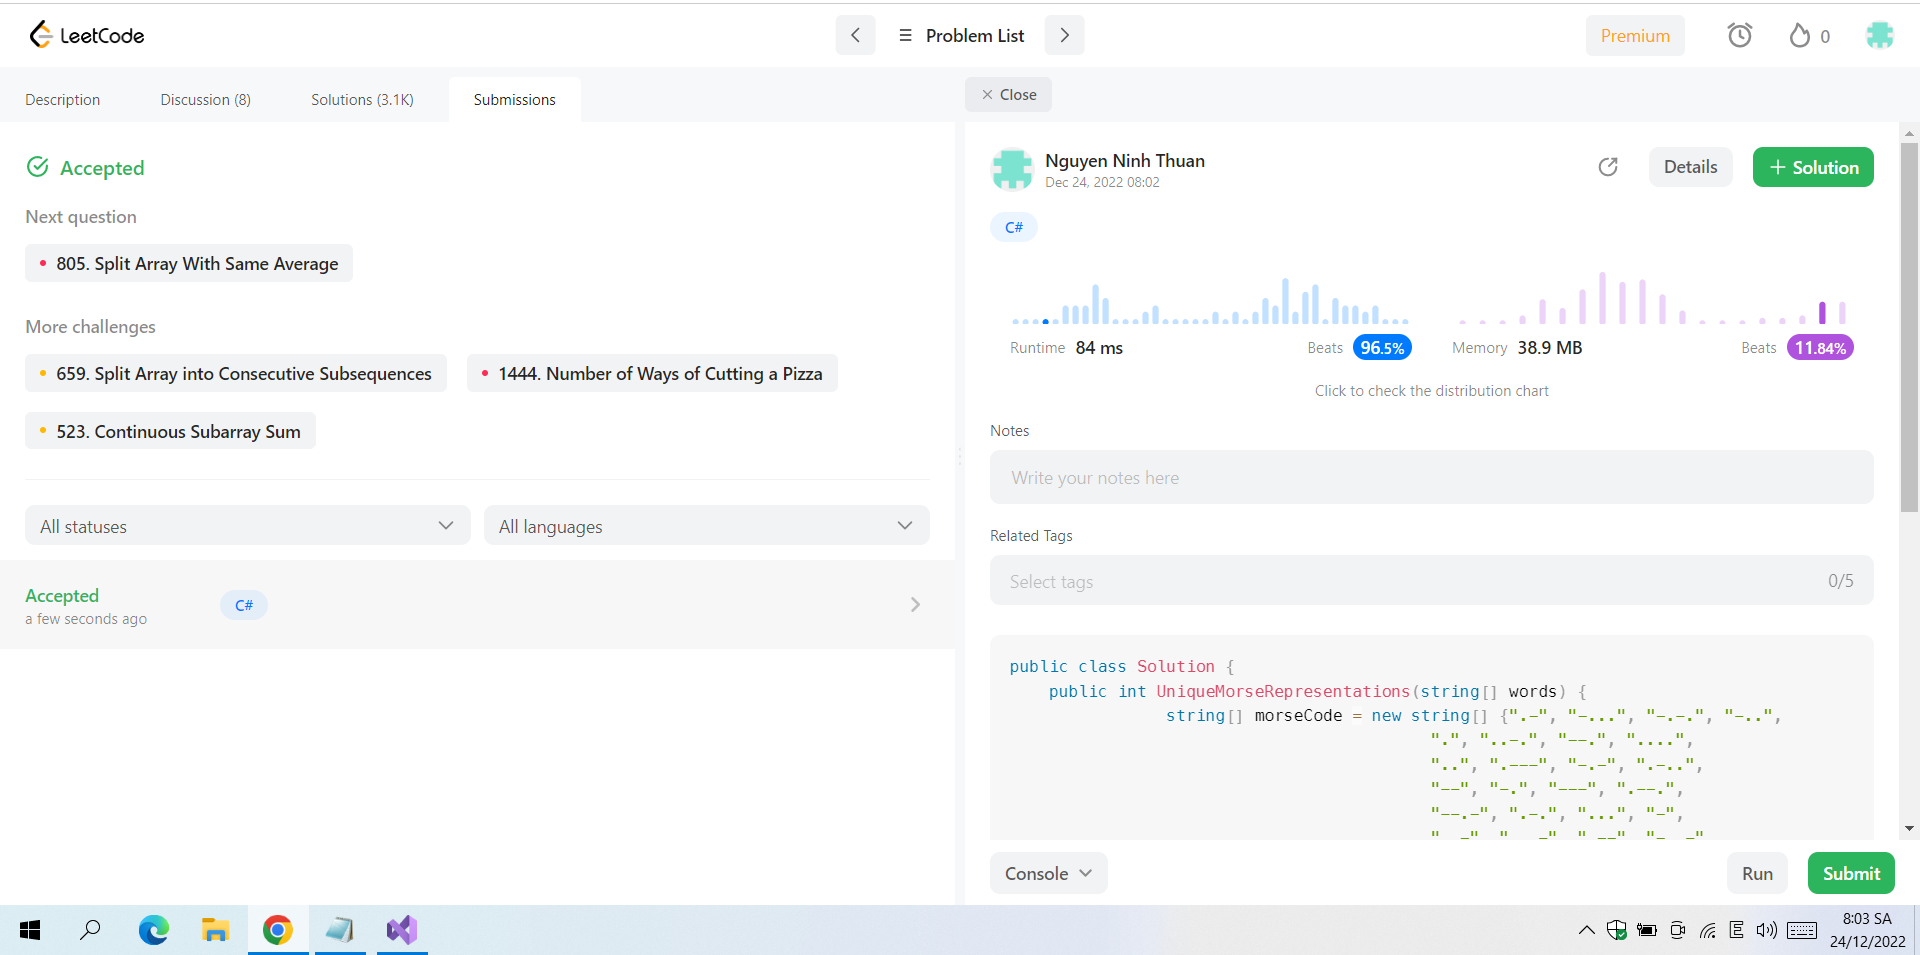 LeetCode
Problem List
Premium
0
Description
Discussion (8)
Solutions (3.1K)
Submissions
Close
Accepted
Next question
805. Split Array With Same Average
More challenges
659. Split Array into Consecutive Subsequences
1444. Number of Ways of Cutting a Pizza
523. Continuous Subarray Sum
All statuses
All languages
Accepted
a few seconds ago
C#
Nguyen Ninh Thuan
Dec 24, 2022 08:02
Details
+ Solution
C#
Runtime 84 ms
Beats 96.5%
Memory 38.9 MB
Beats 11.84%
Click to check the distribution chart
Notes
Write your notes here
Related Tags
Select tags
0/5
public class Solution {
public int UniqueMorseRepresentations(string[] words) {
string[] morseCode = new string[] {".-", "-...", "-.-.", "-..",
".", "..-.", "--.", "....",
"..", ".---", "-.-", ".-..",
"--", "-.", "---", ".--.",
"--.-", ".-.", "...", "-",
Console
Run
Submit
8:03 SA
24/12/2022